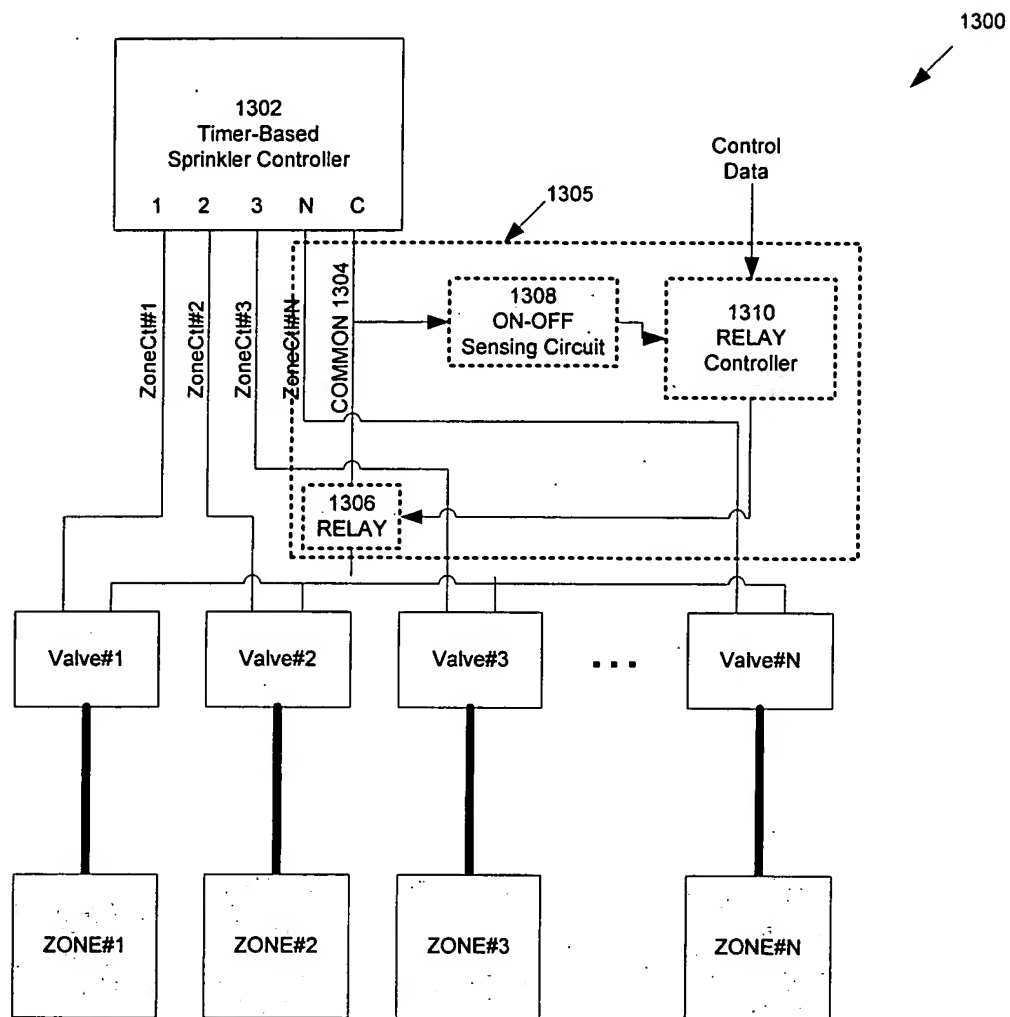 1300
1302
Timer-Based
Sprinkler Controller
1 2 3 N C
Control
Data
1305
ZoneCtl#1
ZoneCtl#2
ZoneCtl#3
ZoneCtl#N
COMMON 1304
1308
ON-OFF
Sensing Circuit
1310
RELAY
Controller
1306
RELAY
Valve#1
Valve#2
Valve#3
...
Valve#N
ZONE#1
ZONE#2
ZONE#3
ZONE#N